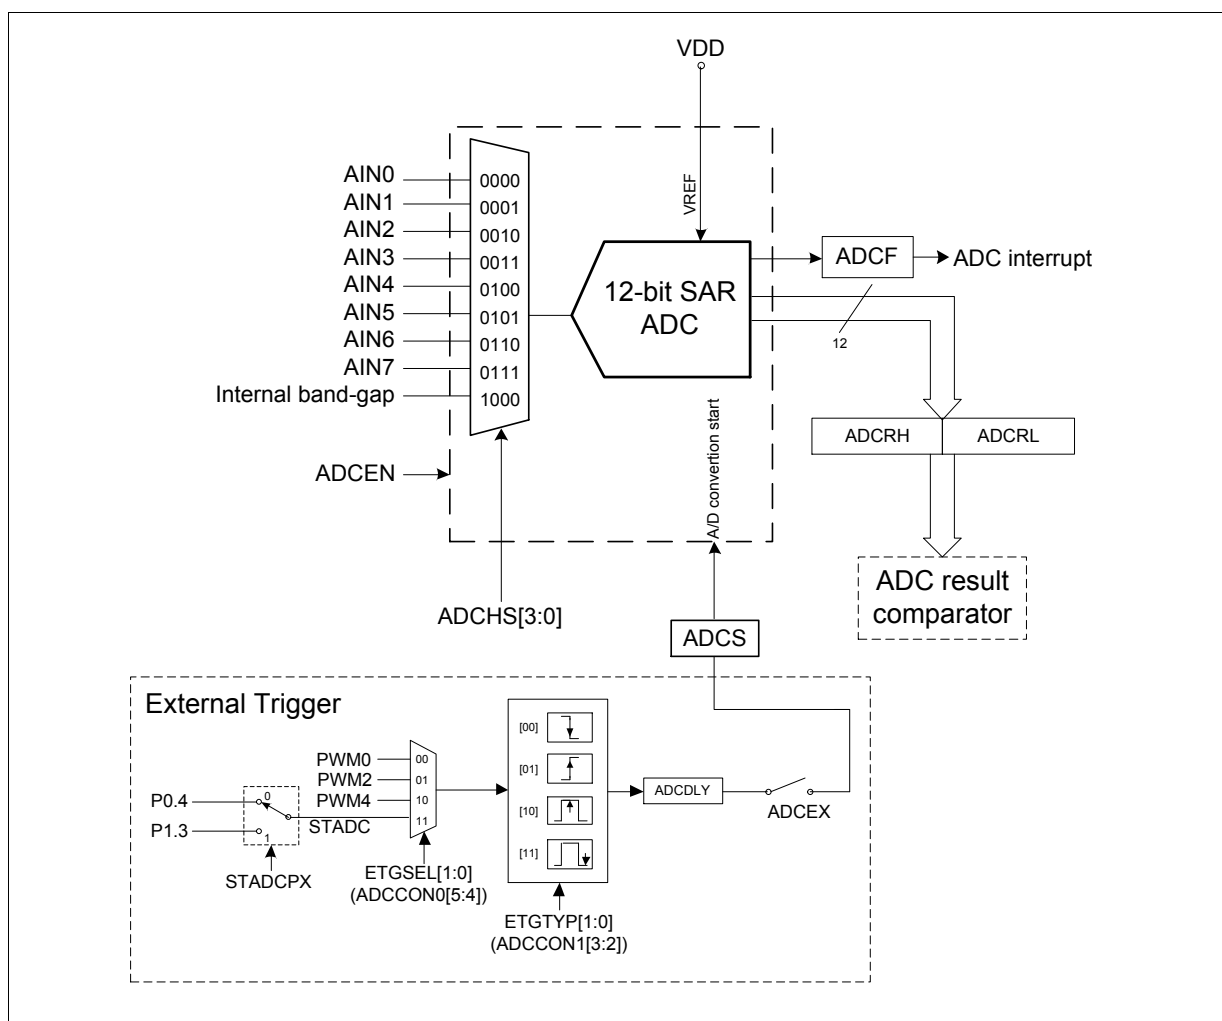 VDD
VREF
AIN0
AIN1
AIN2
AIN3
AIN4
AIN5
AIN6
AIN7
Internal band-gap
0000
0001
0010
0011
0100
0101
0110
0111
1000
12-bit SAR
ADC
ADCF
ADC interrupt
12
ADCRH
ADCRL
ADCEN
A/D convertion start
ADC result
comparator
ADCHS[3:0]
ADCS
External Trigger
PWM0
PWM2
PWM4
STADC
00
01
10
11
P0.4
P1.3
0
1
STADCPX
ETGSEL[1:0]
(ADCCON0[5:4])
[00]
[01]
[10]
[11]
ETGTYP[1:0]
(ADCCON1[3:2])
ADCDLY
ADCEX